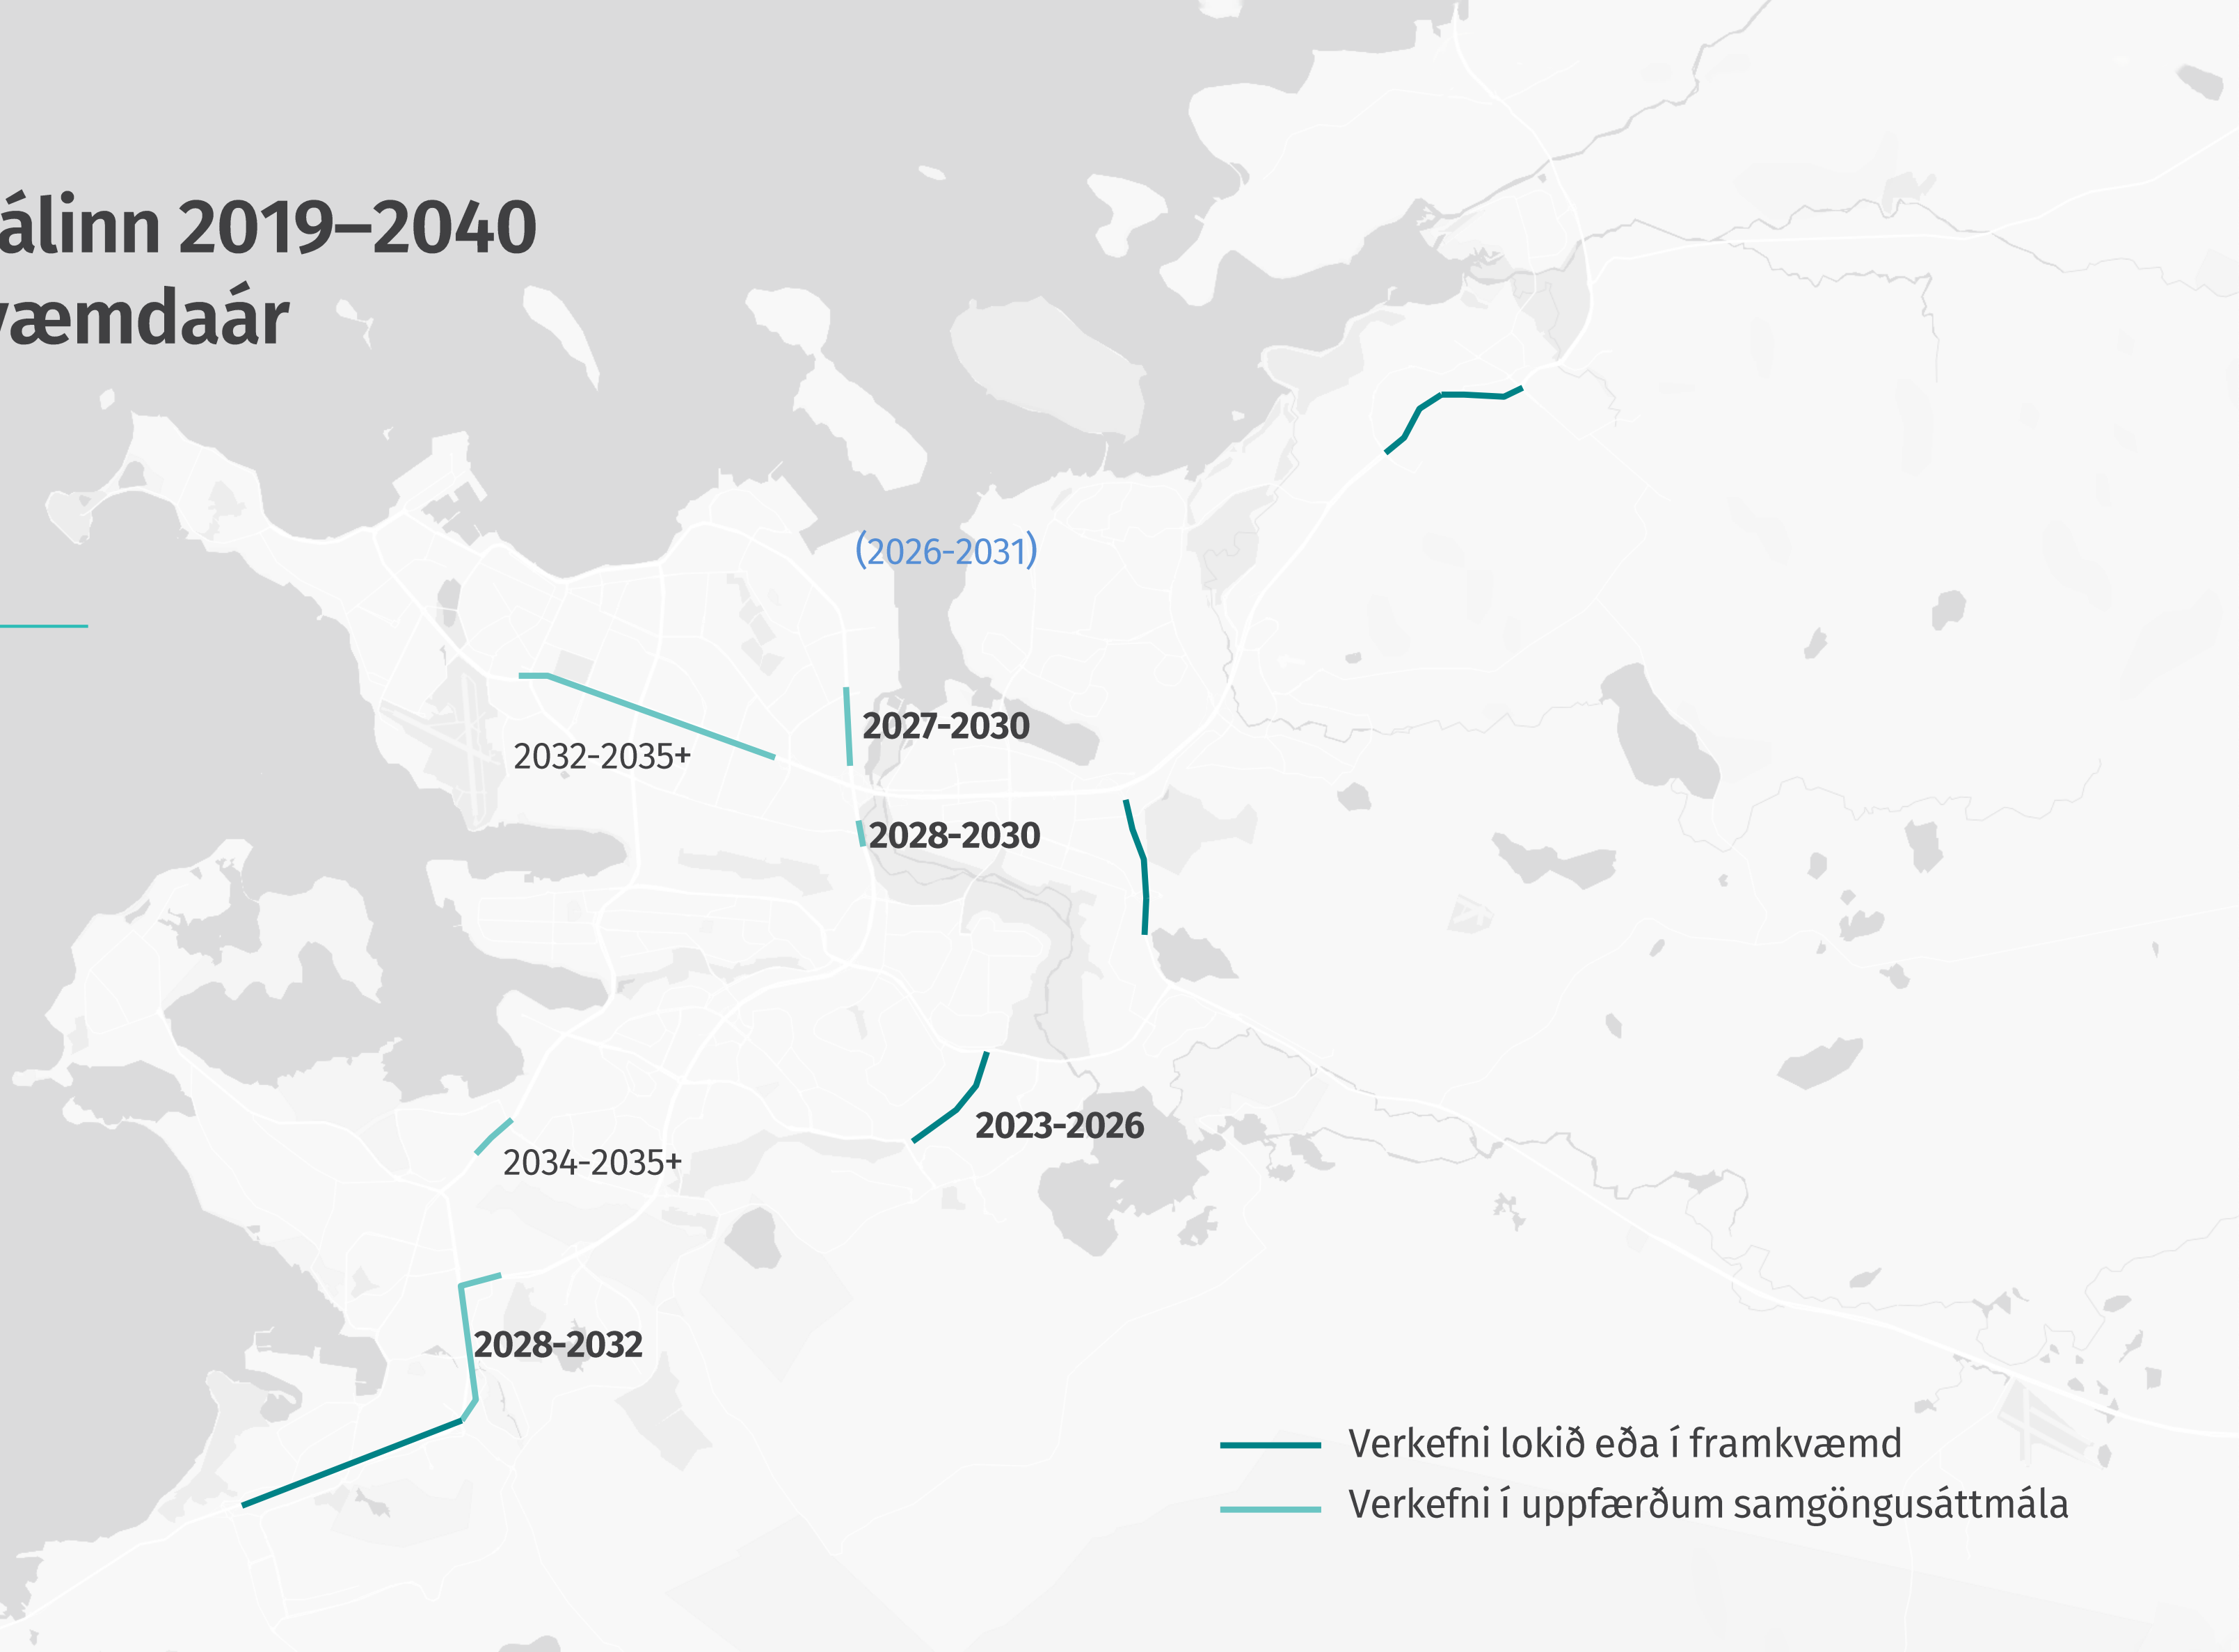 álinn 2019–2040
væmdaár
(2026-2031)
2027-2030
2032-2035+
2028-2030
2023-2026
2034-2035+
2028-2032
Verkefni lokið eða í framkvæmd
Verkefni í uppfærðum samgöngusáttmála